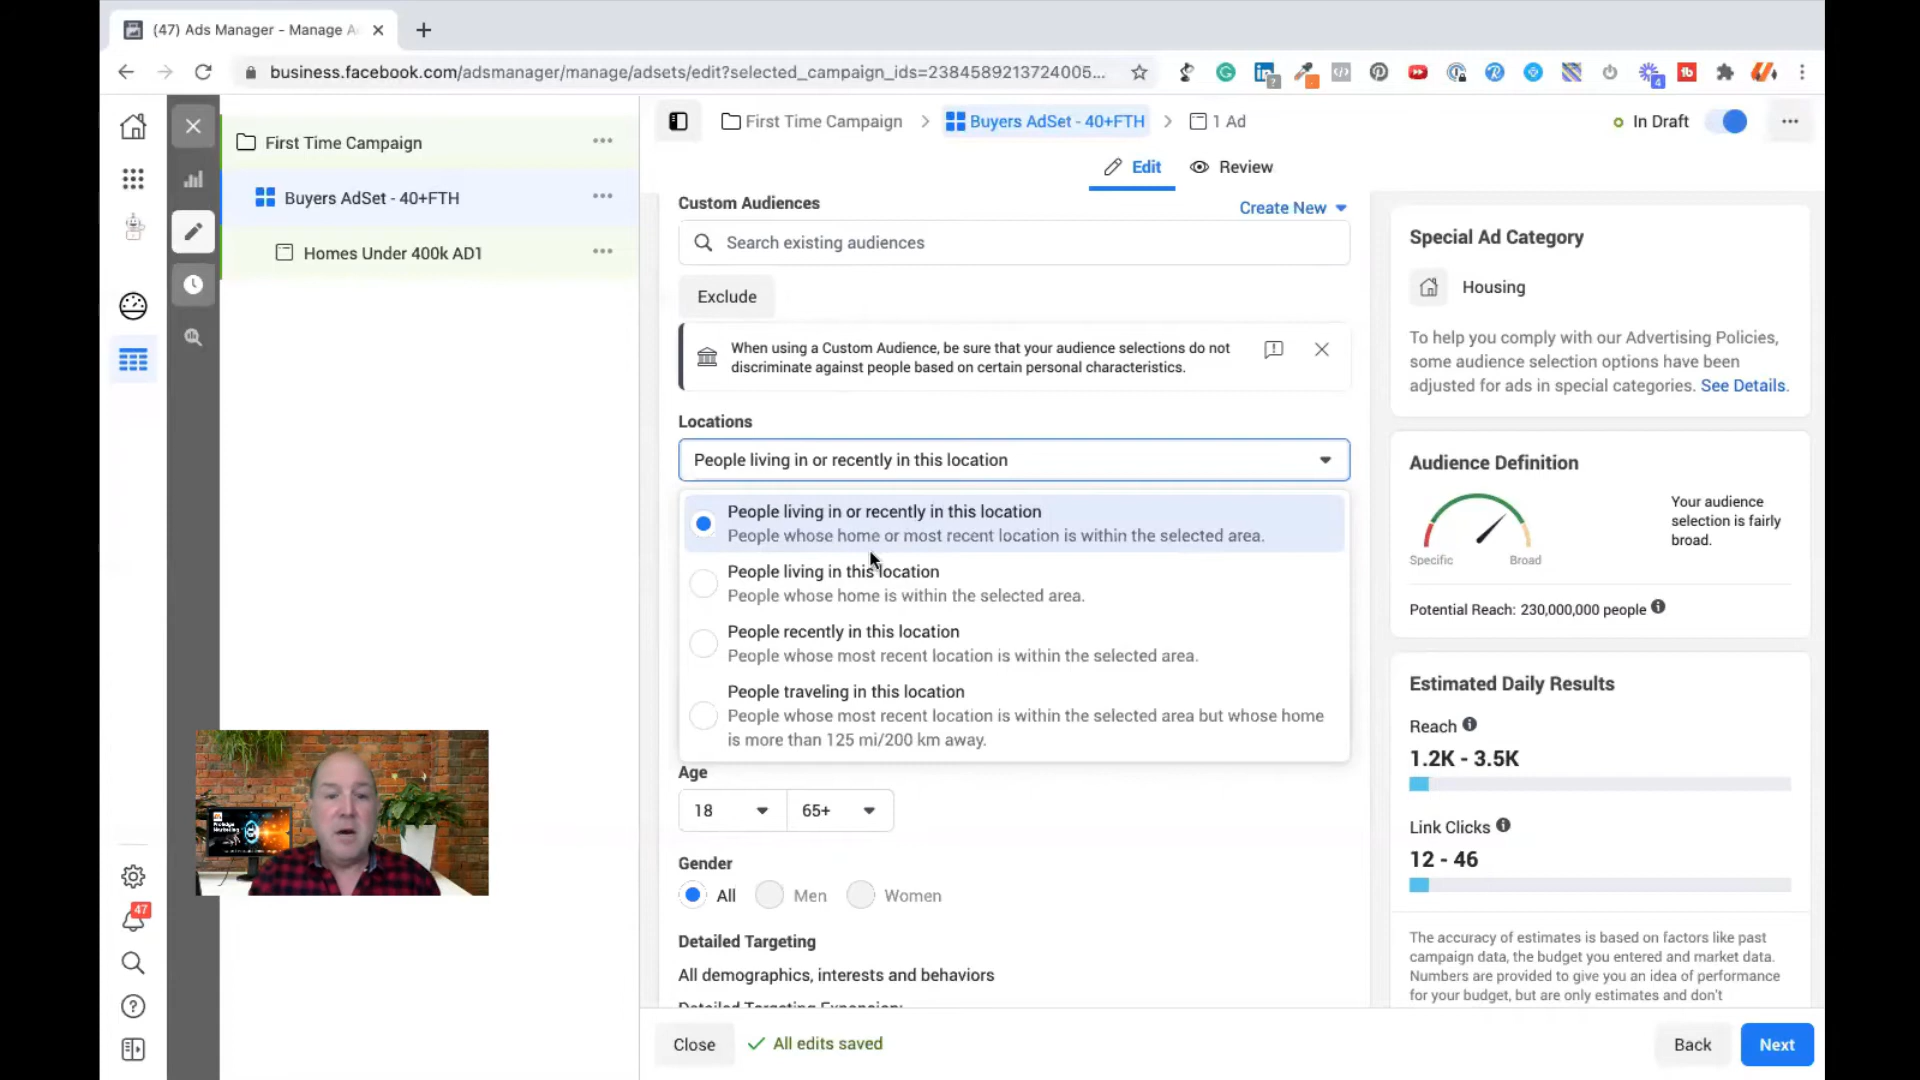 (47) Ads Manager - Manage A
business.facebook.com/adsmanager/manage/adsets/edit?selected_campaign_ids=2384589213724005...
First Time Campaign
Buyers AdSet - 40+FTH
1 Ad
In Draft
Edit
Review
First Time Campaign
Buyers AdSet - 40+FTH
Homes Under 400k AD1
Custom Audiences
Create New
Search existing audiences
Exclude
When using a Custom Audience, be sure that your audience selections do not
discriminate against people based on certain personal characteristics.
Locations
People living in or recently in this location
People living in or recently in this location
People whose home or most recent location is within the selected area.
People living in this location
People whose home is within the selected area.
People recently in this location
People whose most recent location is within the selected area.
People traveling in this location
People whose most recent location is within the selected area but whose home
is more than 125 mi/200 km away.
Age
18
65+
Gender
All
Men
Women
Detailed Targeting
All demographics, interests and behaviors
Detailed Targeting Expansion:
Close
All edits saved
Back
Next
Special Ad Category
Housing
To help you comply with our Advertising Policies,
some audience selection options have been
adjusted for ads in special categories. See Details.
Audience Definition
Your audience
selection is fairly
broad.
Specific
Broad
Potential Reach: 230,000,000 people
Estimated Daily Results
Reach
1.2K - 3.5K
Link Clicks
12 - 46
The accuracy of estimates is based on factors like past
campaign data, the budget you entered and market data.
Numbers are provided to give you an idea of performance
for your budget, but are only estimates and don't
47
4